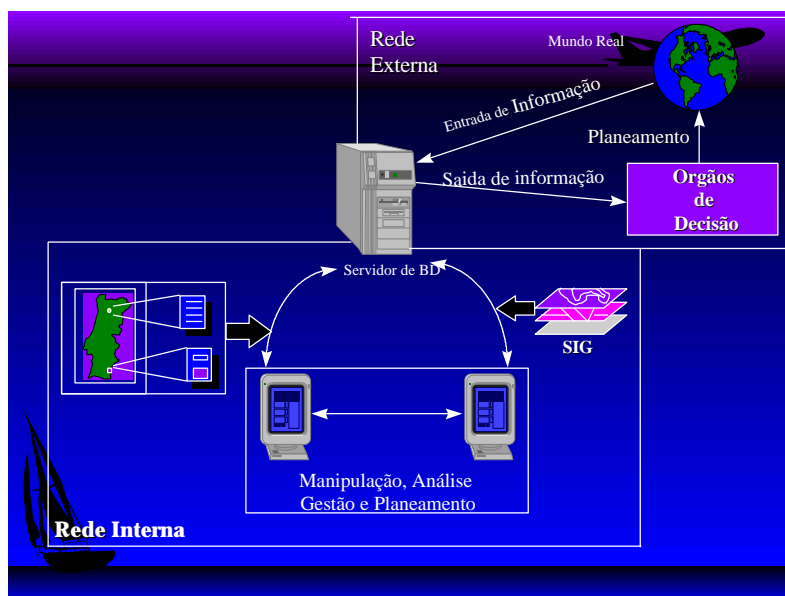 Rede
Externa
Mundo Real
Entrada de Informação
Planeamento
Saida de informação
Orgãos
de
Decisão
Servidor de BD
SIG
Manipulação, Análise
Gestão e Planeamento
Rede Interna